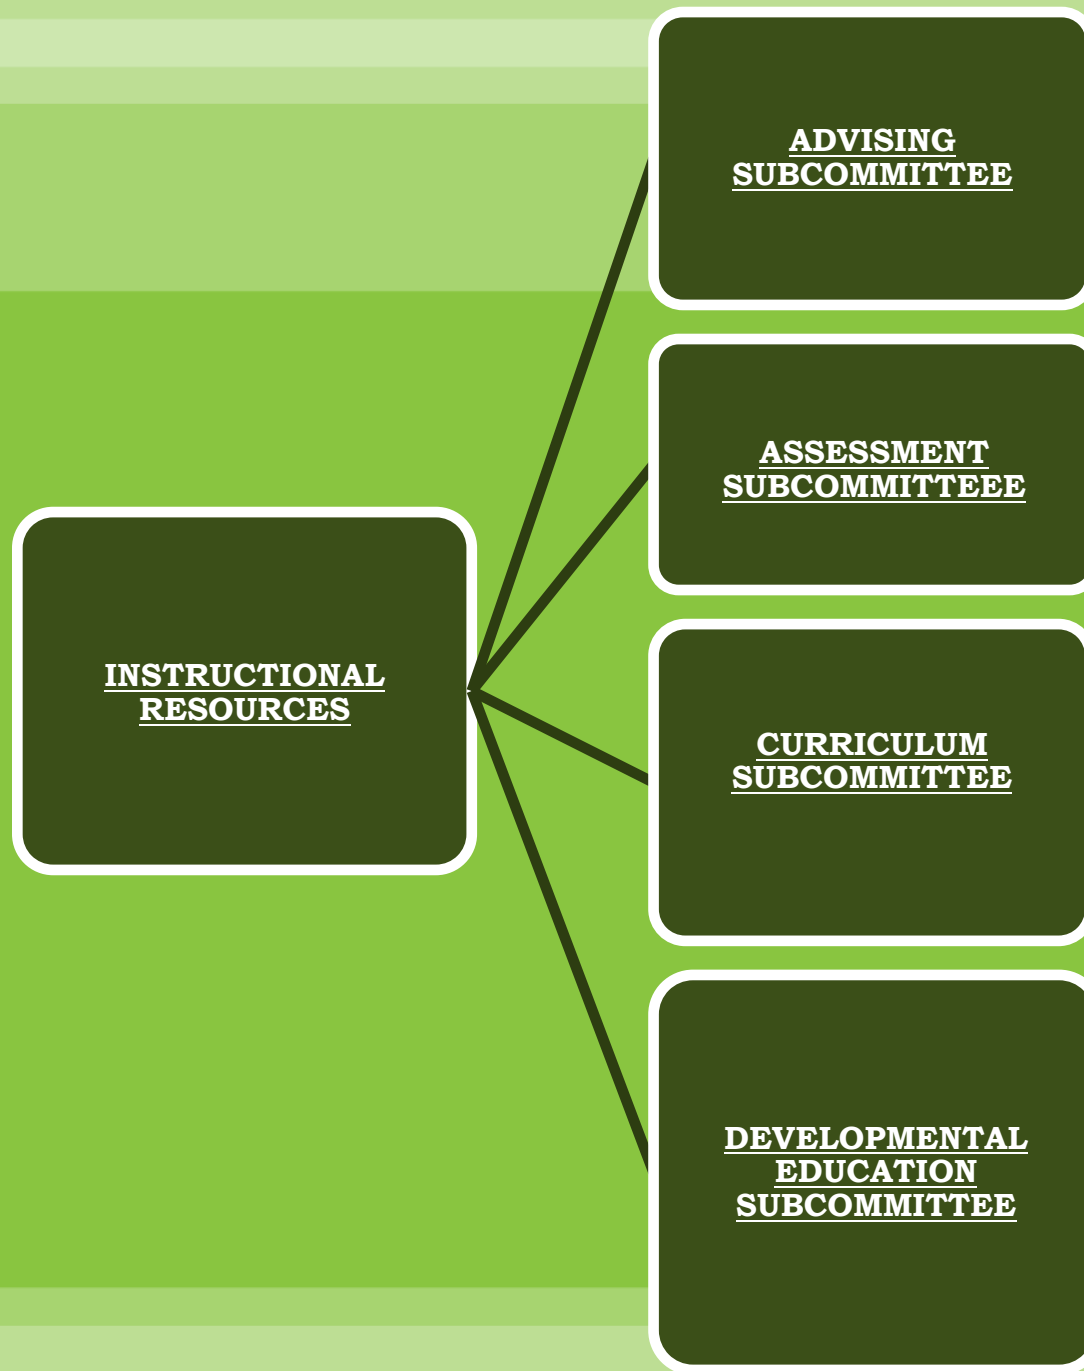 ADVISING
SUBCOMMITTEE
ASSESSMENT
SUBCOMMITTEEE
INSTRUCTIONAL
RESOURCES
CURRICULUM
SUBCOMMITTEE
DEVELOPMENTAL
EDUCATION
SUBCOMMITTEE